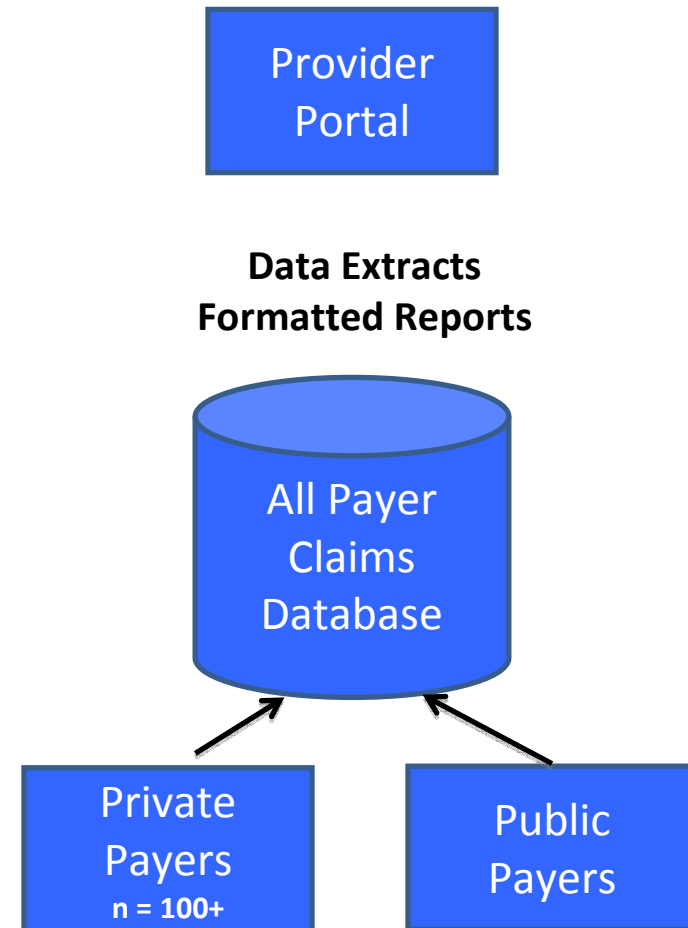 Provider
Portal
Data Extracts
Formatted Reports
All Payer
Claims
Database
Private
Payers
n = 100+
Public
Payers